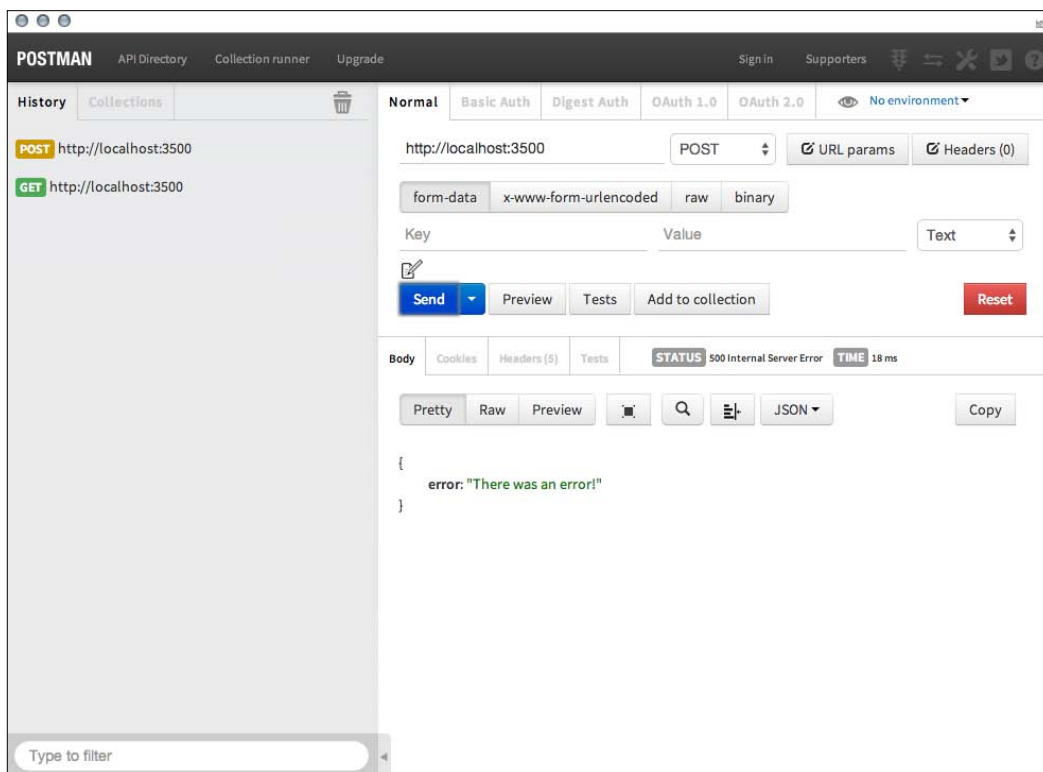 POSTMAN API Directory Collection runner Upgrade Sign in Supporters
History Collections
POST http://localhost:3500
GET http://localhost:3500
Type to filter
Normal Basic Auth Digest Auth OAuth 1.0 OAuth 2.0 No environment
http://localhost:3500 POST URL params Headers (0)
form-data x-www-form-urlencoded raw binary
Key Value Text
Send Preview Tests Add to collection Reset
Body Cookies Headers (5) Tests STATUS 500 Internal Server Error TIME 18 ms
Pretty Raw Preview JSON Copy
{
error: "There was an error!"
}